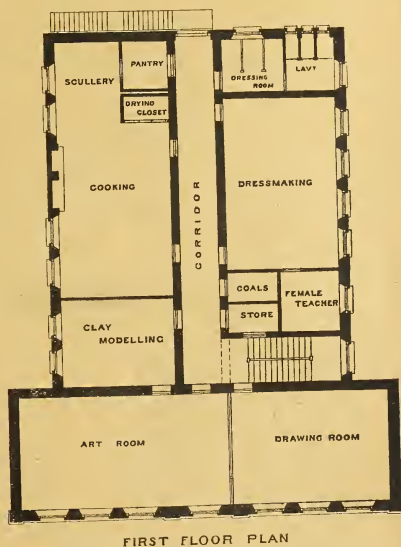 SCULLERY
PANTRY
DRYING
CLOSET
DRESSING
ROOM
LAVY
COOKING
CORRIDOR
DRESSMAKING
COALS
STORE
FEMALE
TEACHER
CLAY
MODELLING
ART ROOM
DRAWING ROOM
FIRST FLOOR PLAN